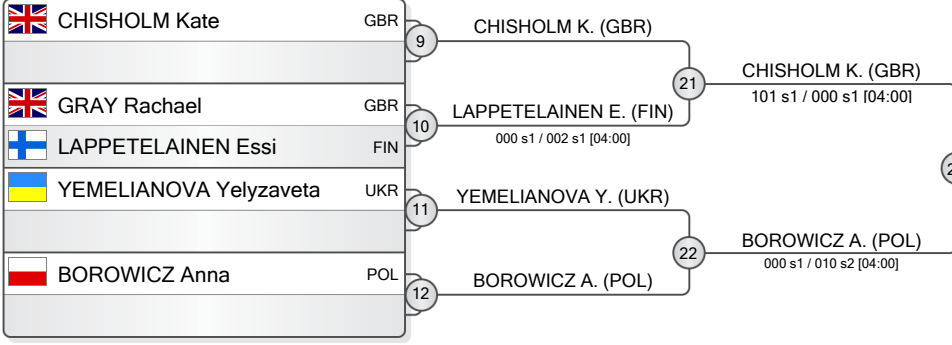 CHISHOLM Kate GBR
9
CHISHOLM K. (GBR)
21
CHISHOLM K. (GBR)
101 s1 / 000 s1 [04:00]
GRAY Rachael GBR
10
LAPPETELAINEN E. (FIN)
000 s1 / 002 s1 [04:00]
LAPPETELAINEN Essi FIN
YEMELIANOVA Yelyzaveta UKR
11
YEMELIANOVA Y. (UKR)
22
BOROWICZ A. (POL)
000 s1 / 010 s2 [04:00]
BOROWICZ Anna POL
12
BOROWICZ A. (POL)